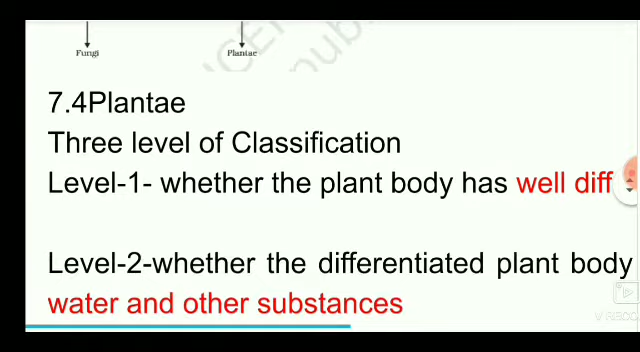 Fungi Plantae
7.4Plantae
Three level of Classification
Level-1- whether the plant body has well diff
Level-2-whether the differentiated plant body
water and other substances